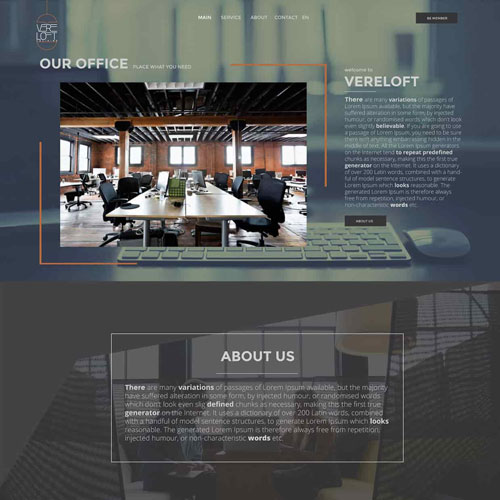 VERE
LOFT
MAIN SERVICE ABOUT CONTACT EN
BE MEMBER
OUR OFFICE PLACE WHAT YOU NEED
welcome to
VERELOFT
There are many variations of passages of
Lorem Ipsum available, but the majority
have suffered alteration in some form, by
injected humour, or randomised words which
don't look even
slightly believable. If you are going to use
a passage of Lorem Ipsum, you need to be sure
there isn't anything embarrassing hidden in the
middle of text. All the Lorem Ipsum generators
on the Internet tend to repeat predefined
chunks as necessary, making this the first true
generator on the Internet. It uses a dictionary
of over 200 Latin words, combined with a hand-
ful of model sentence structures, to generate
Lorem Ipsum which looks reasonable. The
generated Lorem Ipsum is therefore always
free from repetition, injected humour, or
non-characteristic words etc.
ABOUT US
ABOUT US
There are many variations of passages of Lorem Ipsum available, but the majority
have suffered alteration in some form, by injected humour, or randomised words
which don't look even slightly
defined chunks as necessary, making this the first true
generator on the Internet. It uses a dictionary of over 200 Latin words, combined
with a handful of model sentence structures, to generate Lorem Ipsum which looks
reasonable. The generated Lorem Ipsum is therefore always free from repetition,
injected humour, or non-characteristic words etc.